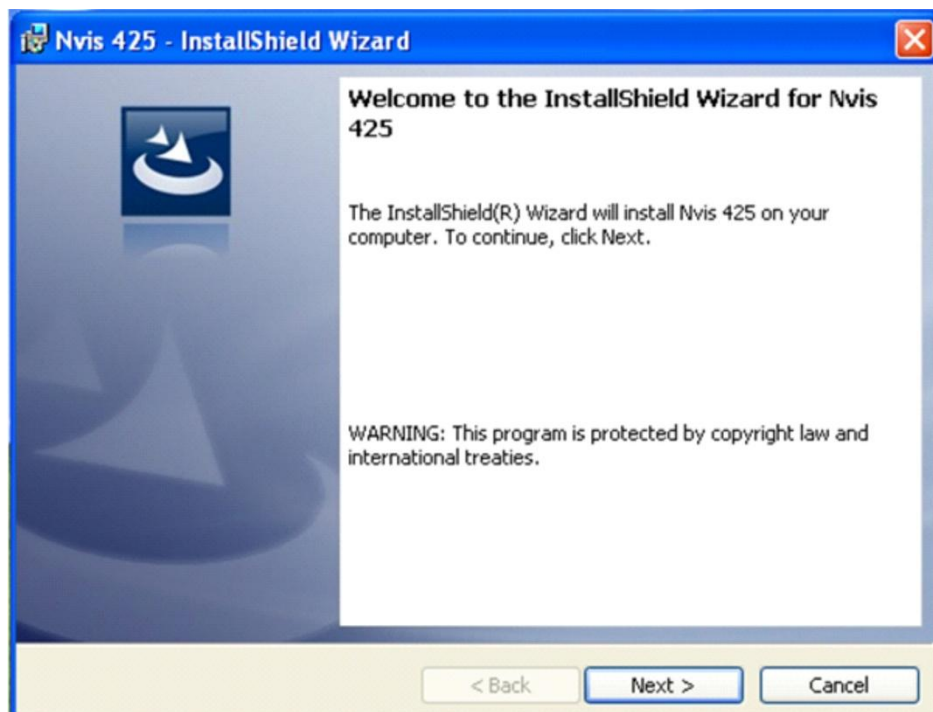 Nvis 425 - InstallShield Wizard
Welcome to the InstallShield Wizard for Nvis
425
The InstallShield(R) Wizard will install Nvis 425 on your
computer. To continue, click Next.
WARNING: This program is protected by copyright law and
international treaties.
< Back Next > Cancel